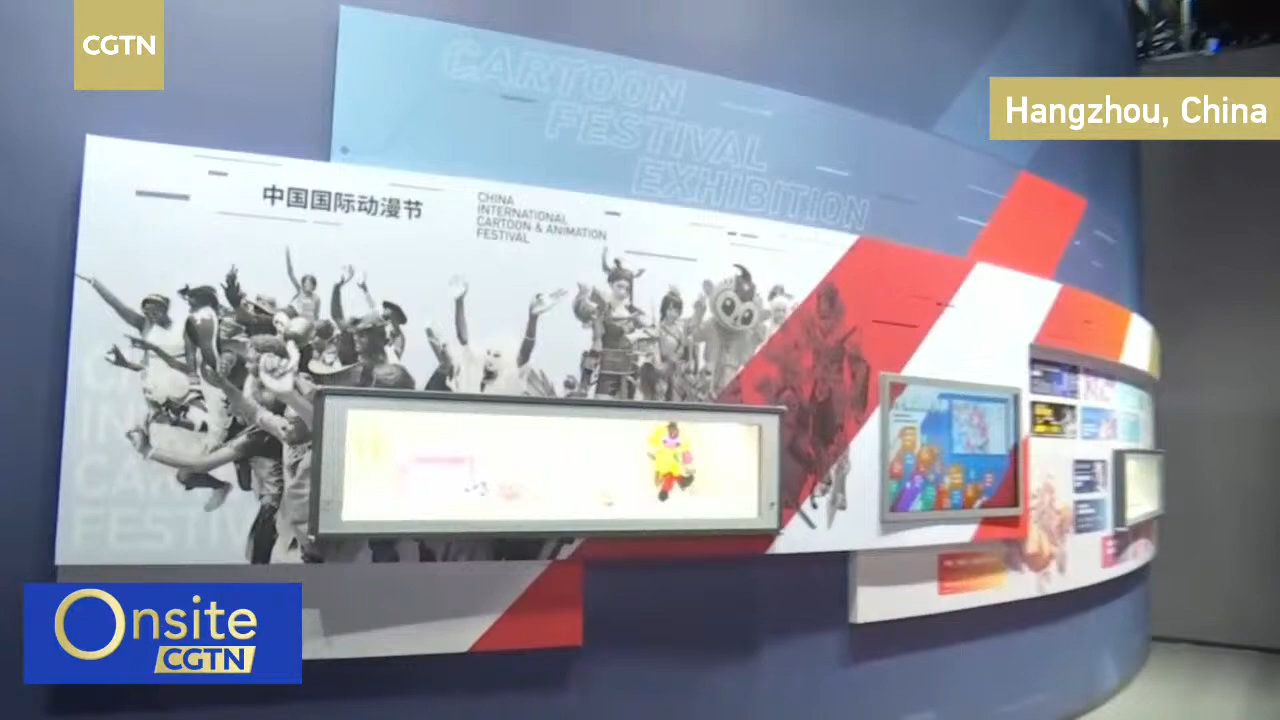 CGTN
Hangzhou, China
CARTOON
FESTIVAL
EXHIBITION
中国国际动漫节
CHINA
INTERNATIONAL
CARTOON & ANIMATION
FESTIVAL
Onsite
CGTN